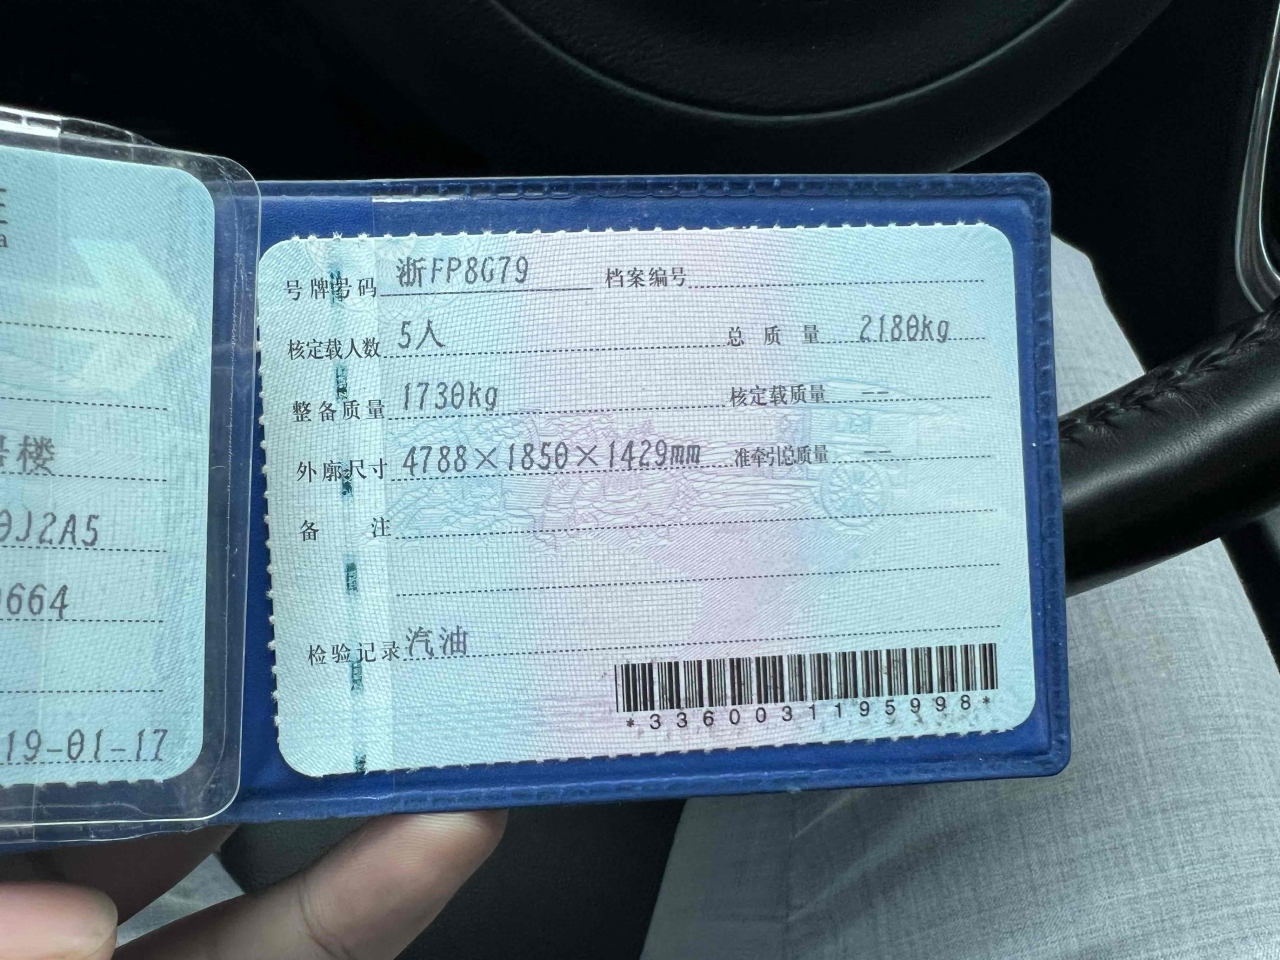 a
楼
0J2A5
0664
19-01-17
号牌号码 浙FP8G79 档案编号
核定载人数 5人 总质量 2180kg
整备质量 1730kg 核定载质量 --
外廓尺寸 4788×1850×1429mm 准牵引总质量 --
备注
检验记录 汽油
*3360031195998*